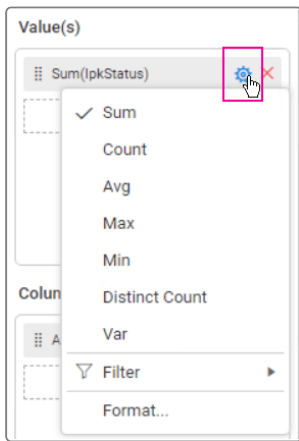 Value(s)
Sum(IpkStatus)
Sum
Count
Avg
Max
Min
Colun
Distinct Count
A
Var
Filter
Format...